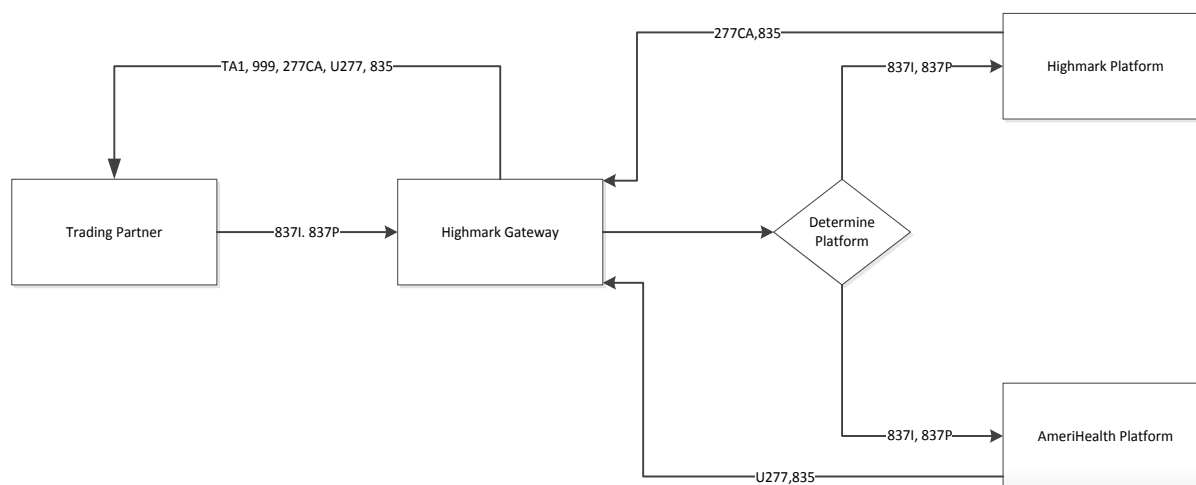 277CA,835
TA1, 999, 277CA, U277, 835
837I, 837P
Highmark Platform
Trading Partner
837I. 837P
Highmark Gateway
Determine
Platform
837I, 837P
AmeriHealth Platform
U277,835